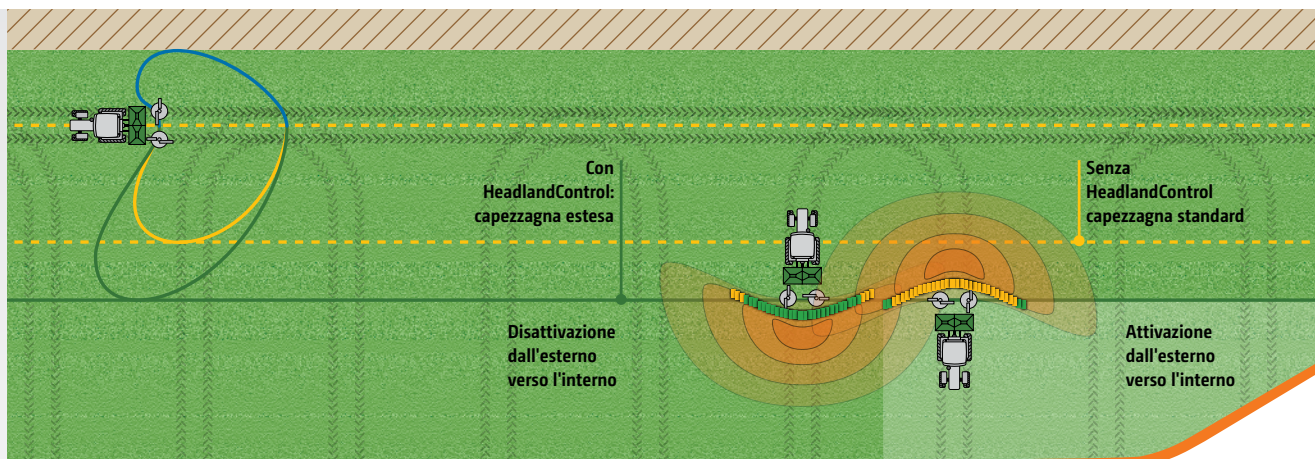 Con
HeadlandControl:
capezzagna estesa
Senza
HeadlandControl
capezzagna standard
Disattivazione
dall'esterno
verso l'interno
Attivazione
dall'esterno
verso l'interno